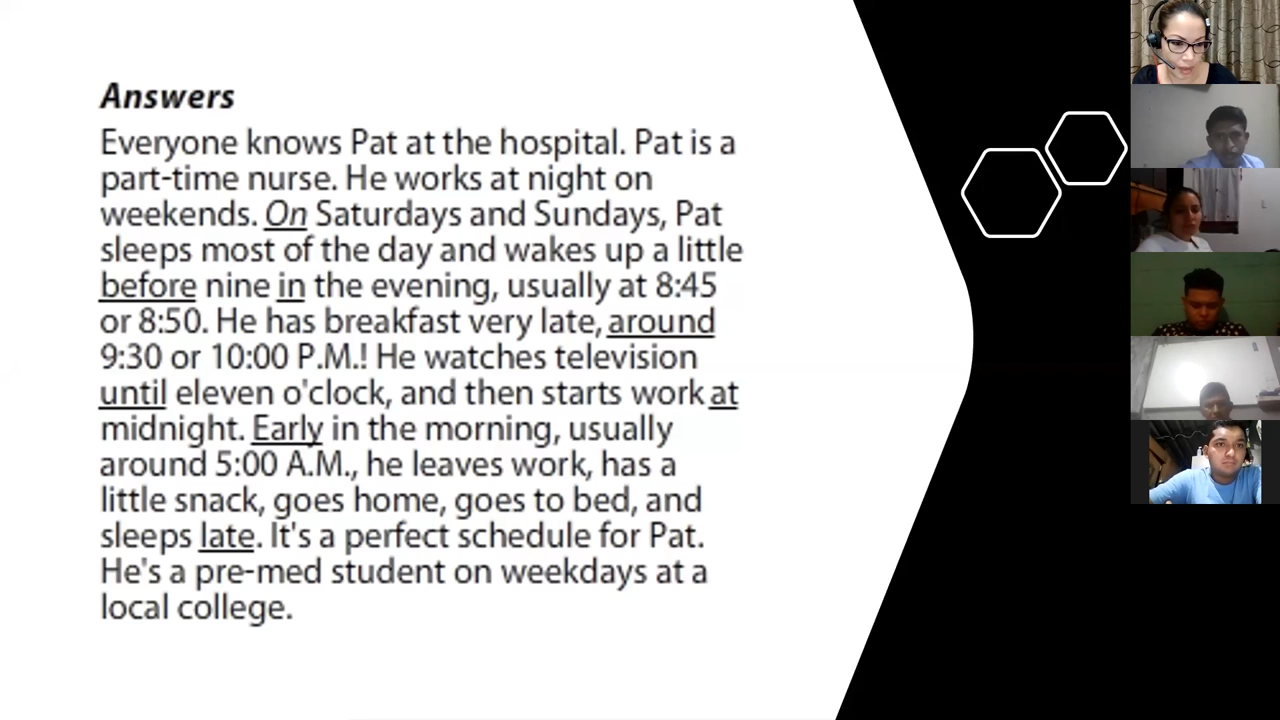 Answers
Everyone knows Pat at the hospital. Pat is a
part-time nurse. He works at night on
weekends. On Saturdays and Sundays, Pat
sleeps most of the day and wakes up a little
before nine in the evening, usually at 8:45
or 8:50. He has breakfast very late, around
9:30 or 10:00 P.M.! He watches television
until eleven o'clock, and then starts work at
midnight. Early in the morning, usually
around 5:00 A.M., he leaves work, has a
little snack, goes home, goes to bed, and
sleeps late. It's a perfect schedule for Pat.
He's a pre-med student on weekdays at a
local college.